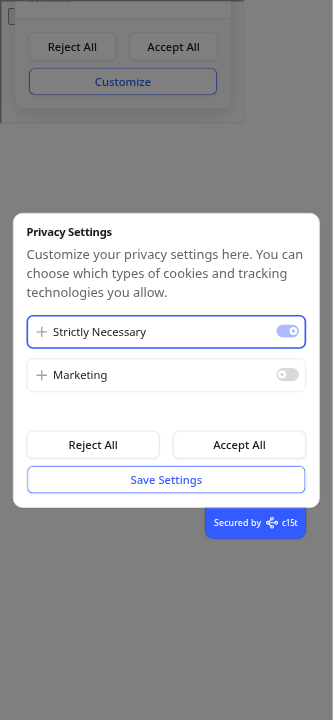 Reject All
Accept All
Customize
Privacy Settings
Customize your privacy settings here. You can
choose which types of cookies and tracking
technologies you allow.
Strictly Necessary
Marketing
Reject All
Accept All
Save Settings
Secured by c15t